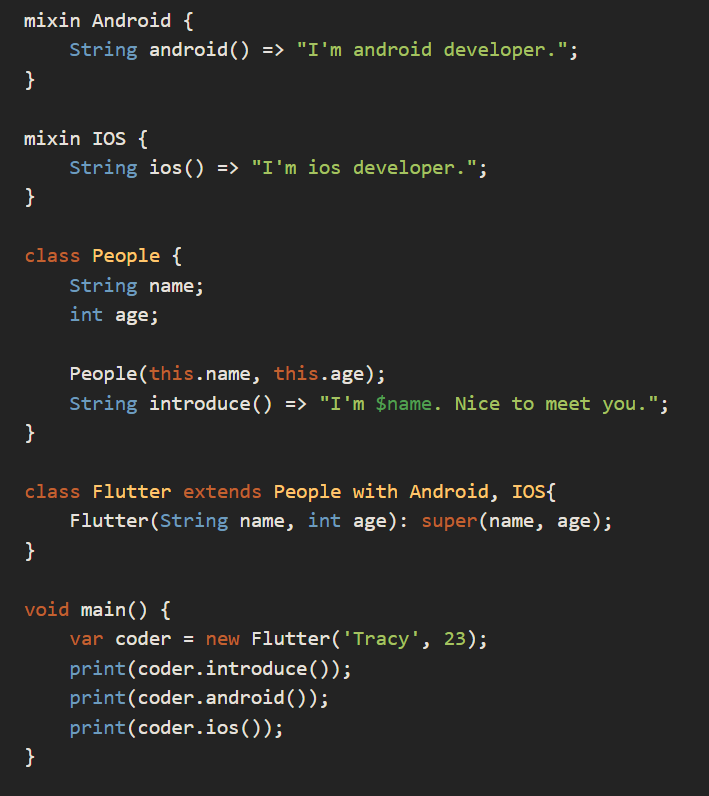 mixin Android {
    String android() => "I'm android developer.";
}

mixin IOS {
    String ios() => "I'm ios developer.";
}

class People {
    String name;
    int age;

    People(this.name, this.age);
    String introduce() => "I'm $name. Nice to meet you.";
}

class Flutter extends People with Android, IOS{
    Flutter(String name, int age): super(name, age);
}

void main() {
    var coder = new Flutter('Tracy', 23);
    print(coder.introduce());
    print(coder.android());
    print(coder.ios());
}